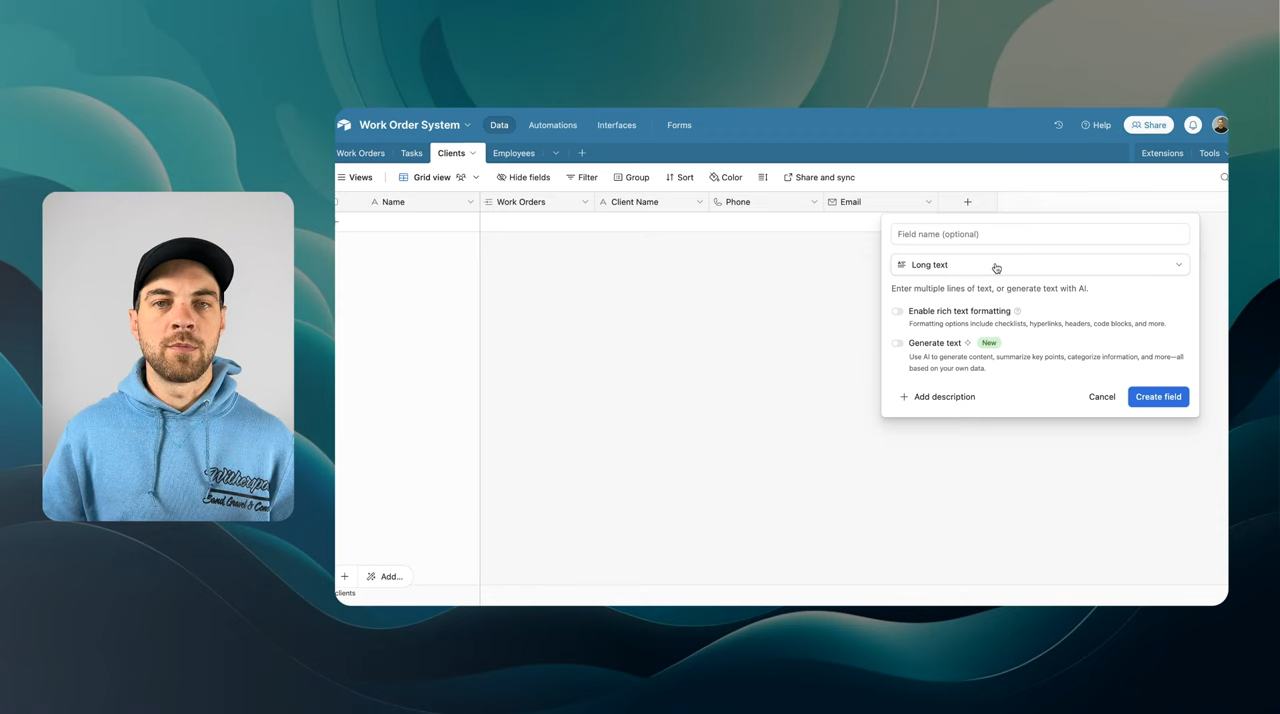 Work Order System
Data
Automations
Interfaces
Forms
Help
Share
Work Orders
Tasks
Clients
Employees
Extensions
Tools
Views
Grid view
Hide fields
Filter
Group
Sort
Color
Share and sync
Name
Work Orders
Client Name
Phone
Email
Field name (optional)
Long text
Enter multiple lines of text, or generate text with AI.
Enable rich text formatting
Formatting options include checklists, hyperlinks, headers, code blocks, and more.
Generate text
New
Use AI to generate content, summarize key points, categorize information, and more—all
based on your own data.
Add description
Cancel
Create field
Add...
clients
Sand, Gravel &